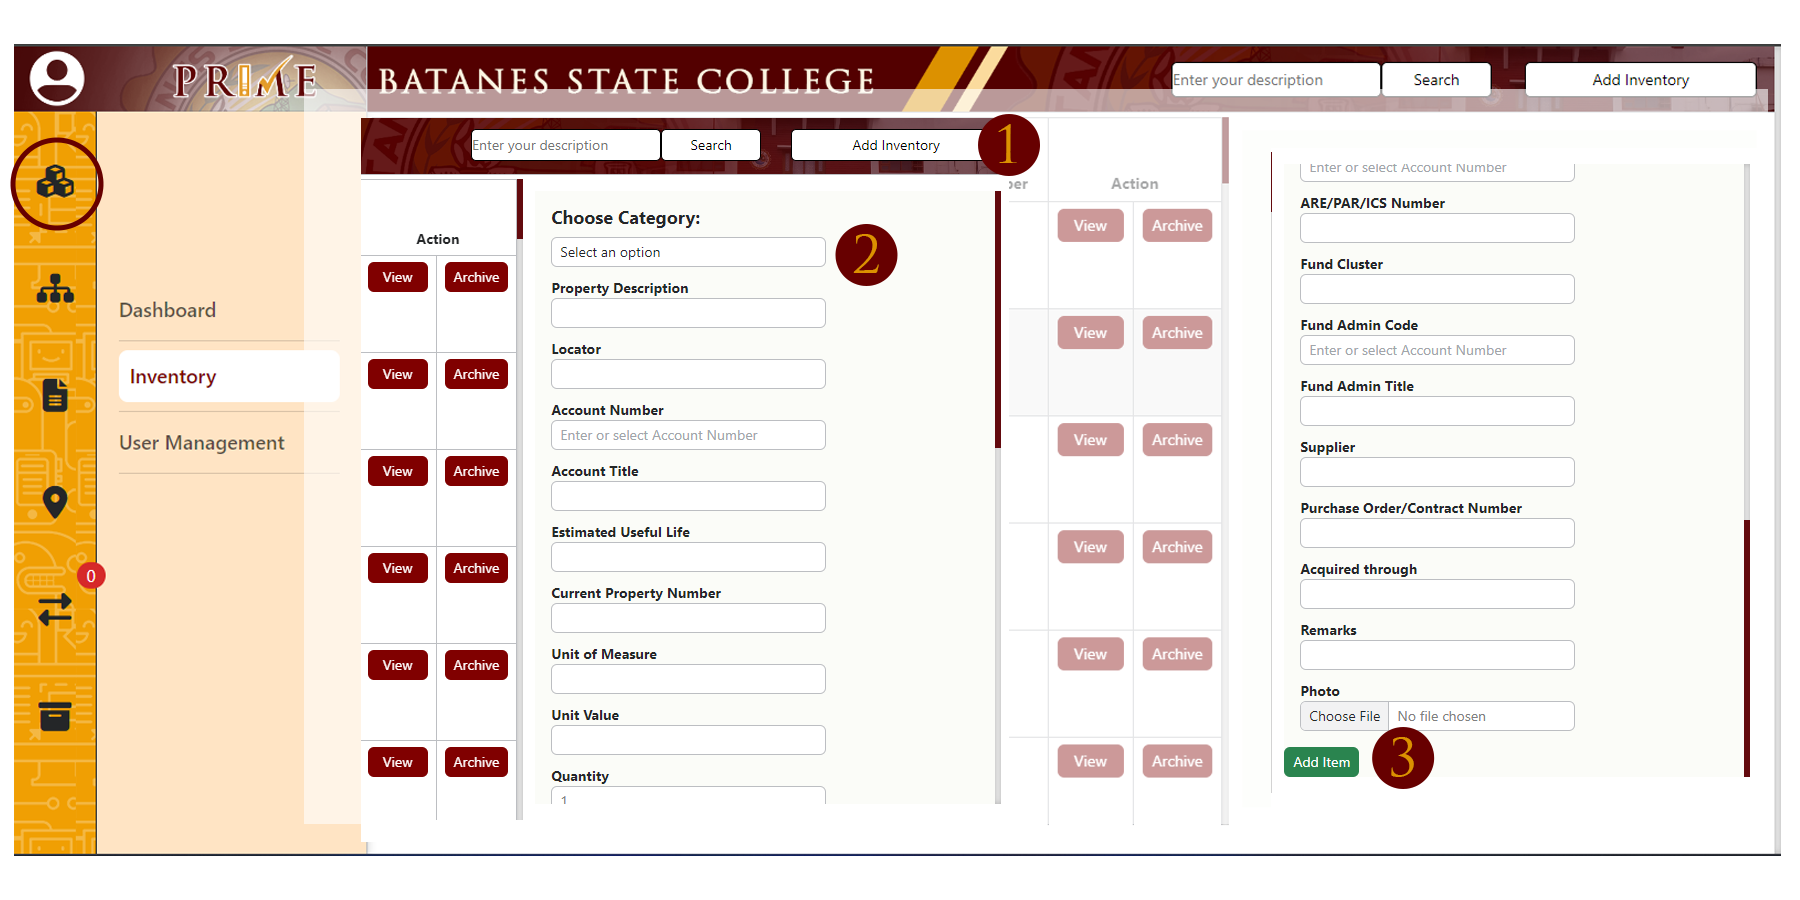 PRIME
BATANES STATE COLLEGE
Enter your description
Search
Add Inventory
Dashboard
Inventory
User Management
0
Enter your description
Search
Add Inventory
1
Action
View
Archive
View
Archive
View
Archive
View
Archive
View
Archive
View
Archive
Choose Category:
Select an option
2
Property Description
Locator
Account Number
Enter or select Account Number
Account Title
Estimated Useful Life
Current Property Number
Unit of Measure
Unit Value
Quantity
1
Action
View
Archive
View
Archive
View
Archive
View
Archive
View
Archive
View
Archive
Enter or select Account Number
ARE/PAR/ICS Number
Fund Cluster
Fund Admin Code
Enter or select Account Number
Fund Admin Title
Supplier
Purchase Order/Contract Number
Acquired through
Remarks
Photo
Choose File
No file chosen
Add Item
3